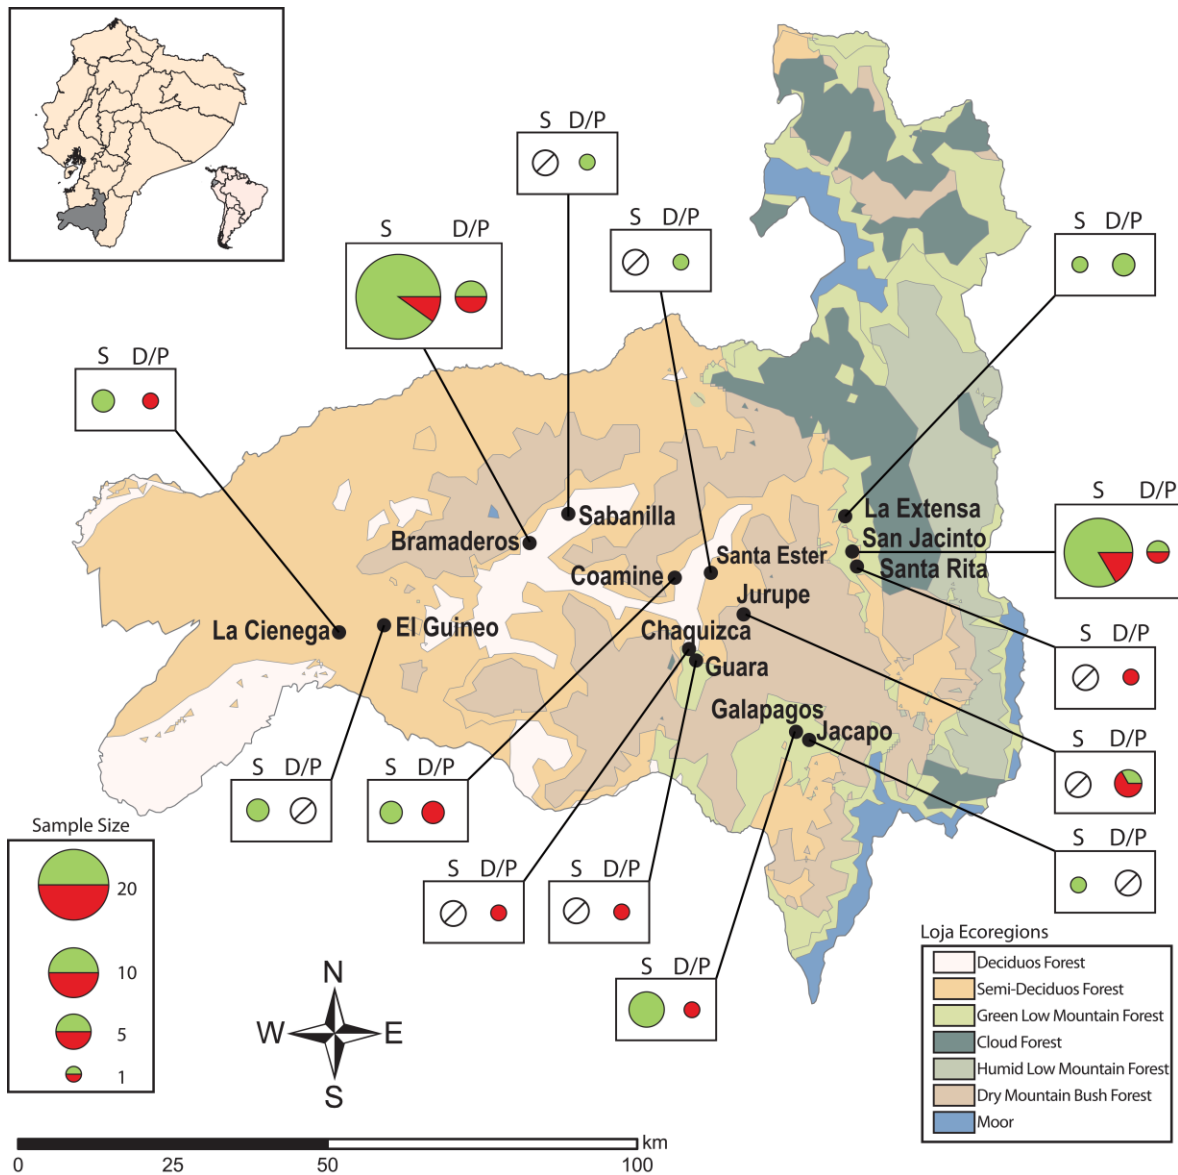 S D/P
S D/P
S D/P
S D/P
S D/P
S D/P
La Extensa
San Jacinto
Santa Rita
Sabanilla
Bramaderos
Santa Ester
Coamine
Jurupe
La Cienega
El Guineo
Chaquizca
Guara
Galapagos
Jacapo
S D/P
S D/P
S D/P
S D/P
S D/P
S D/P
S D/P
S D/P
Sample Size
20
10
5
1
N
W E
S
Loja Ecoregions
Deciduos Forest
Semi-Deciduos Forest
Green Low Mountain Forest
Cloud Forest
Humid Low Mountain Forest
Dry Mountain Bush Forest
Moor
km
0 25 50 100